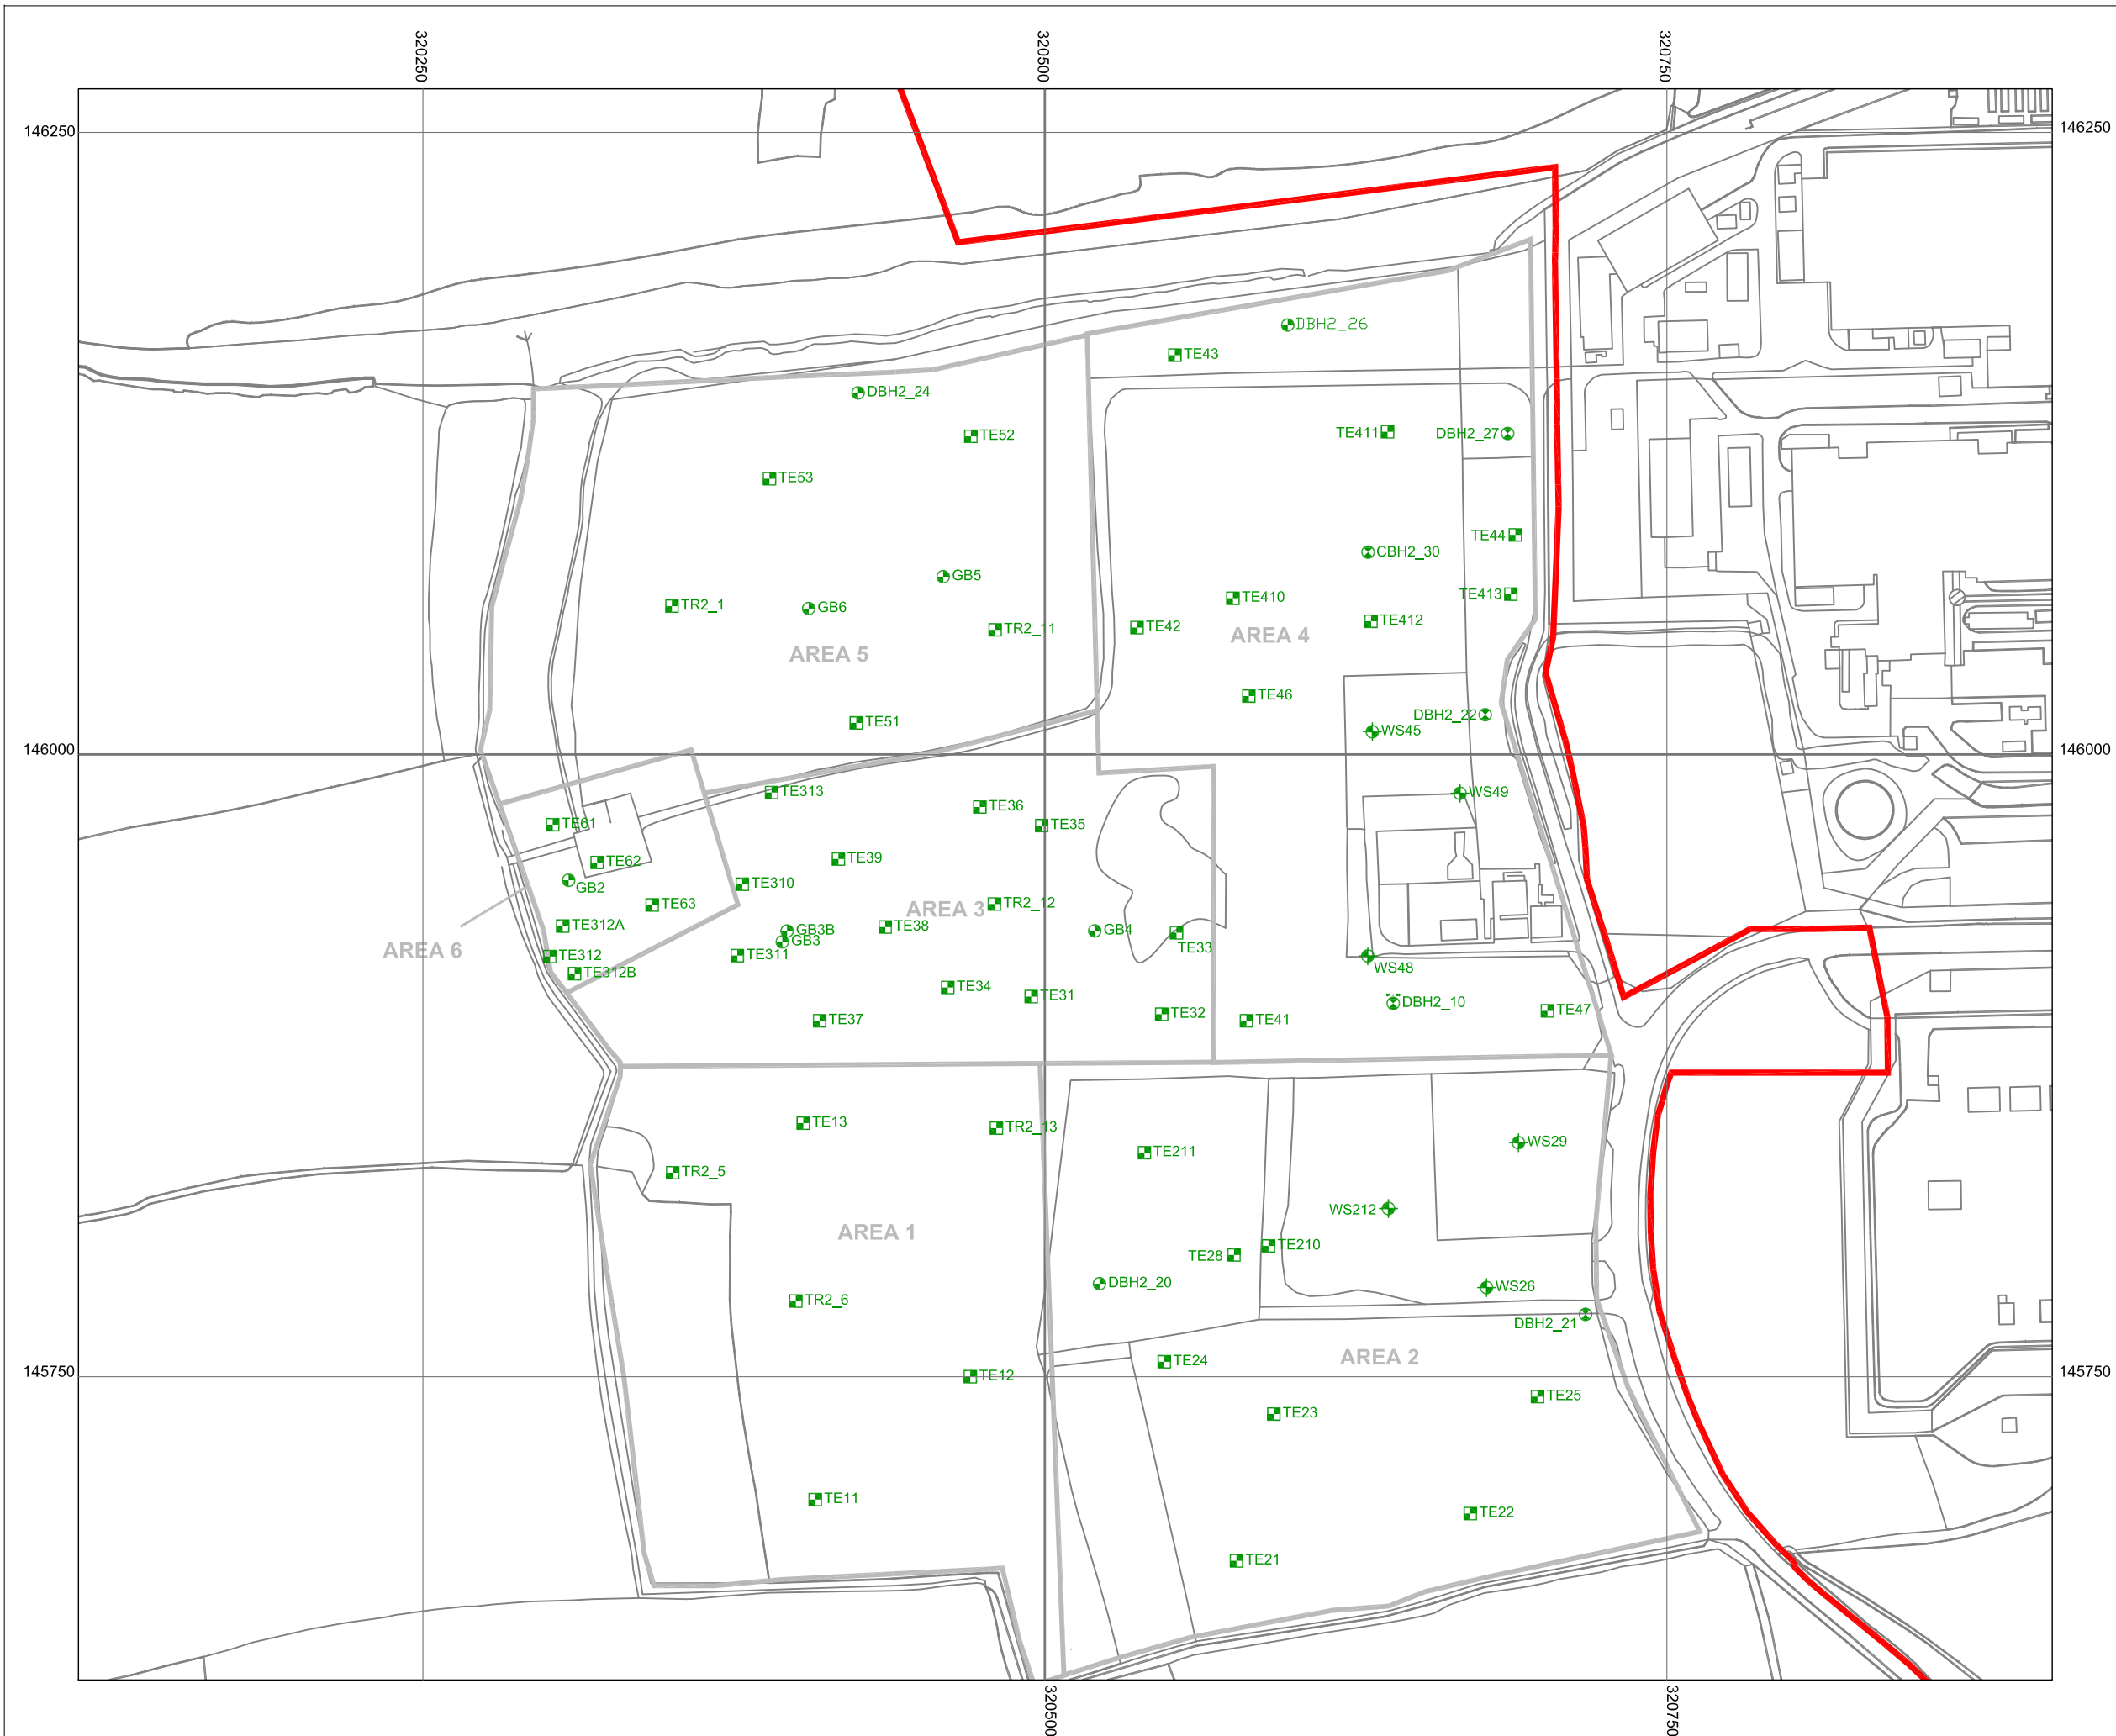 320250
320500
320750
146250
146250
DBH2_26
TE43
DBH2_24
TE52
TE411
DBH2_27
TE53
TE44
CBH2_30
GB5
TE410
TE413
TR2_1
GB6
TE412
TR2_11
TE42
AREA 4
AREA 5
TE46
DBH2_22
TE51
WS45
146000
146000
TE313
WS49
TE36
TE61
TE35
TE39
TE62
TE310
GB2
TE63
TR2_12
AREA 3
TE312A
TE38
GB3B
GB4
TE33
GB3
AREA 6
TE312
TE311
WS48
TE312B
TE34
TE31
DBH2_10
TE47
TE32
TE37
TE41
TE13
TR2_13
WS29
TE211
TR2_5
WS212
AREA 1
TE210
TE28
DBH2_20
WS26
TR2_6
DBH2_21
AREA 2
TE24
145750
145750
TE12
TE25
TE23
TE11
TE22
TE21
320500
320750